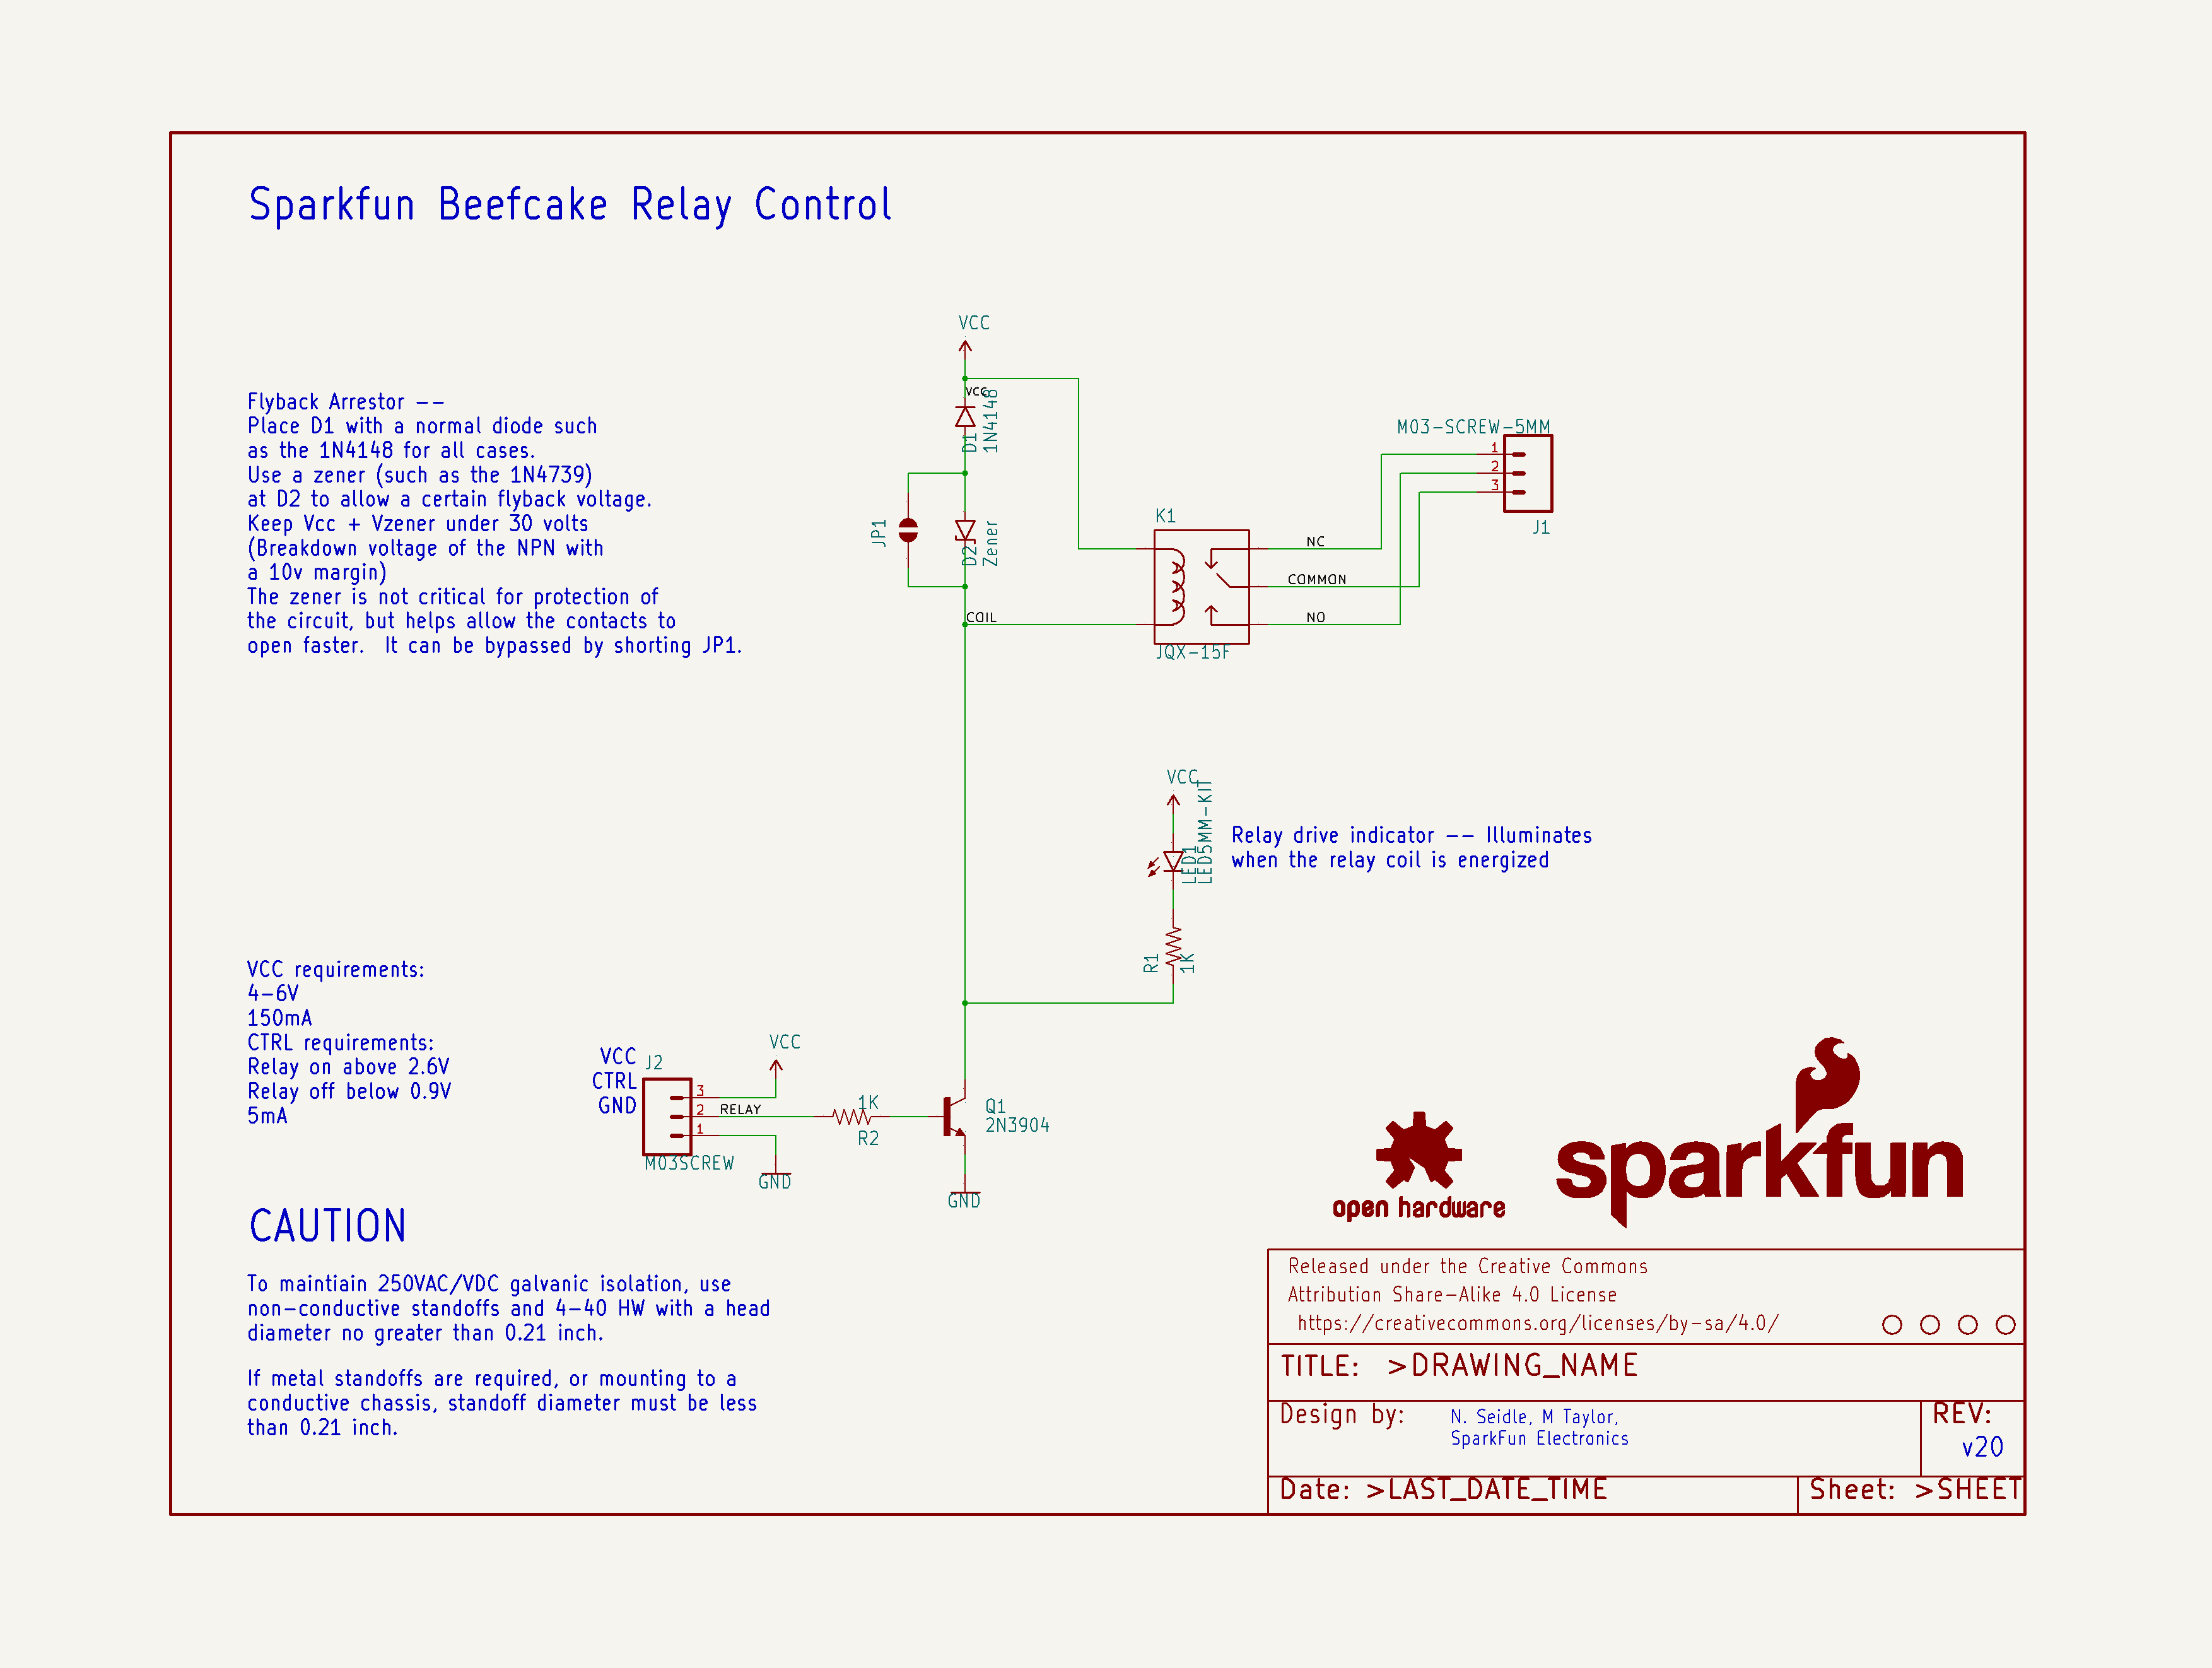 Sparkfun Beefcake Relay Control
VCC
VCC
D1
1N4148
Flyback Arrestor --
Place D1 with a normal diode such
as the 1N4148 for all cases.
Use a zener (such as the 1N4739)
at D2 to allow a certain flyback voltage.
Keep Vcc + Vzener under 30 volts
(Breakdown voltage of the NPN with
a 10v margin)
The zener is not critical for protection of
the circuit, but helps allow the contacts to
open faster.  It can be bypassed by shorting JP1.
JP1
D2
Zener
COIL
K1
JQX-15F
NC
COMMON
NO
M03-SCREW-5MM
1
2
3
J1
VCC
LED1
LED5MM-KIT
Relay drive indicator -- Illuminates
when the relay coil is energized
R1
1K
VCC requirements:
4-6V
150mA
CTRL requirements:
Relay on above 2.6V
Relay off below 0.9V
5mA
VCC
CTRL
GND
J2
3
2
1
M03SCREW
VCC
RELAY
GND
1K
R2
Q1
2N3904
GND
CAUTION
To maintiain 250VAC/VDC galvanic isolation, use
non-conductive standoffs and 4-40 HW with a head
diameter no greater than 0.21 inch.
If metal standoffs are required, or mounting to a
conductive chassis, standoff diameter must be less
than 0.21 inch.
open hardware
sparkfun
Released under the Creative Commons
Attribution Share-Alike 4.0 License
https://creativecommons.org/licenses/by-sa/4.0/
TITLE: >DRAWING_NAME
Design by: N. Seidle, M Taylor,
SparkFun Electronics
REV:
v20
Date: >LAST_DATE_TIME
Sheet: >SHEET